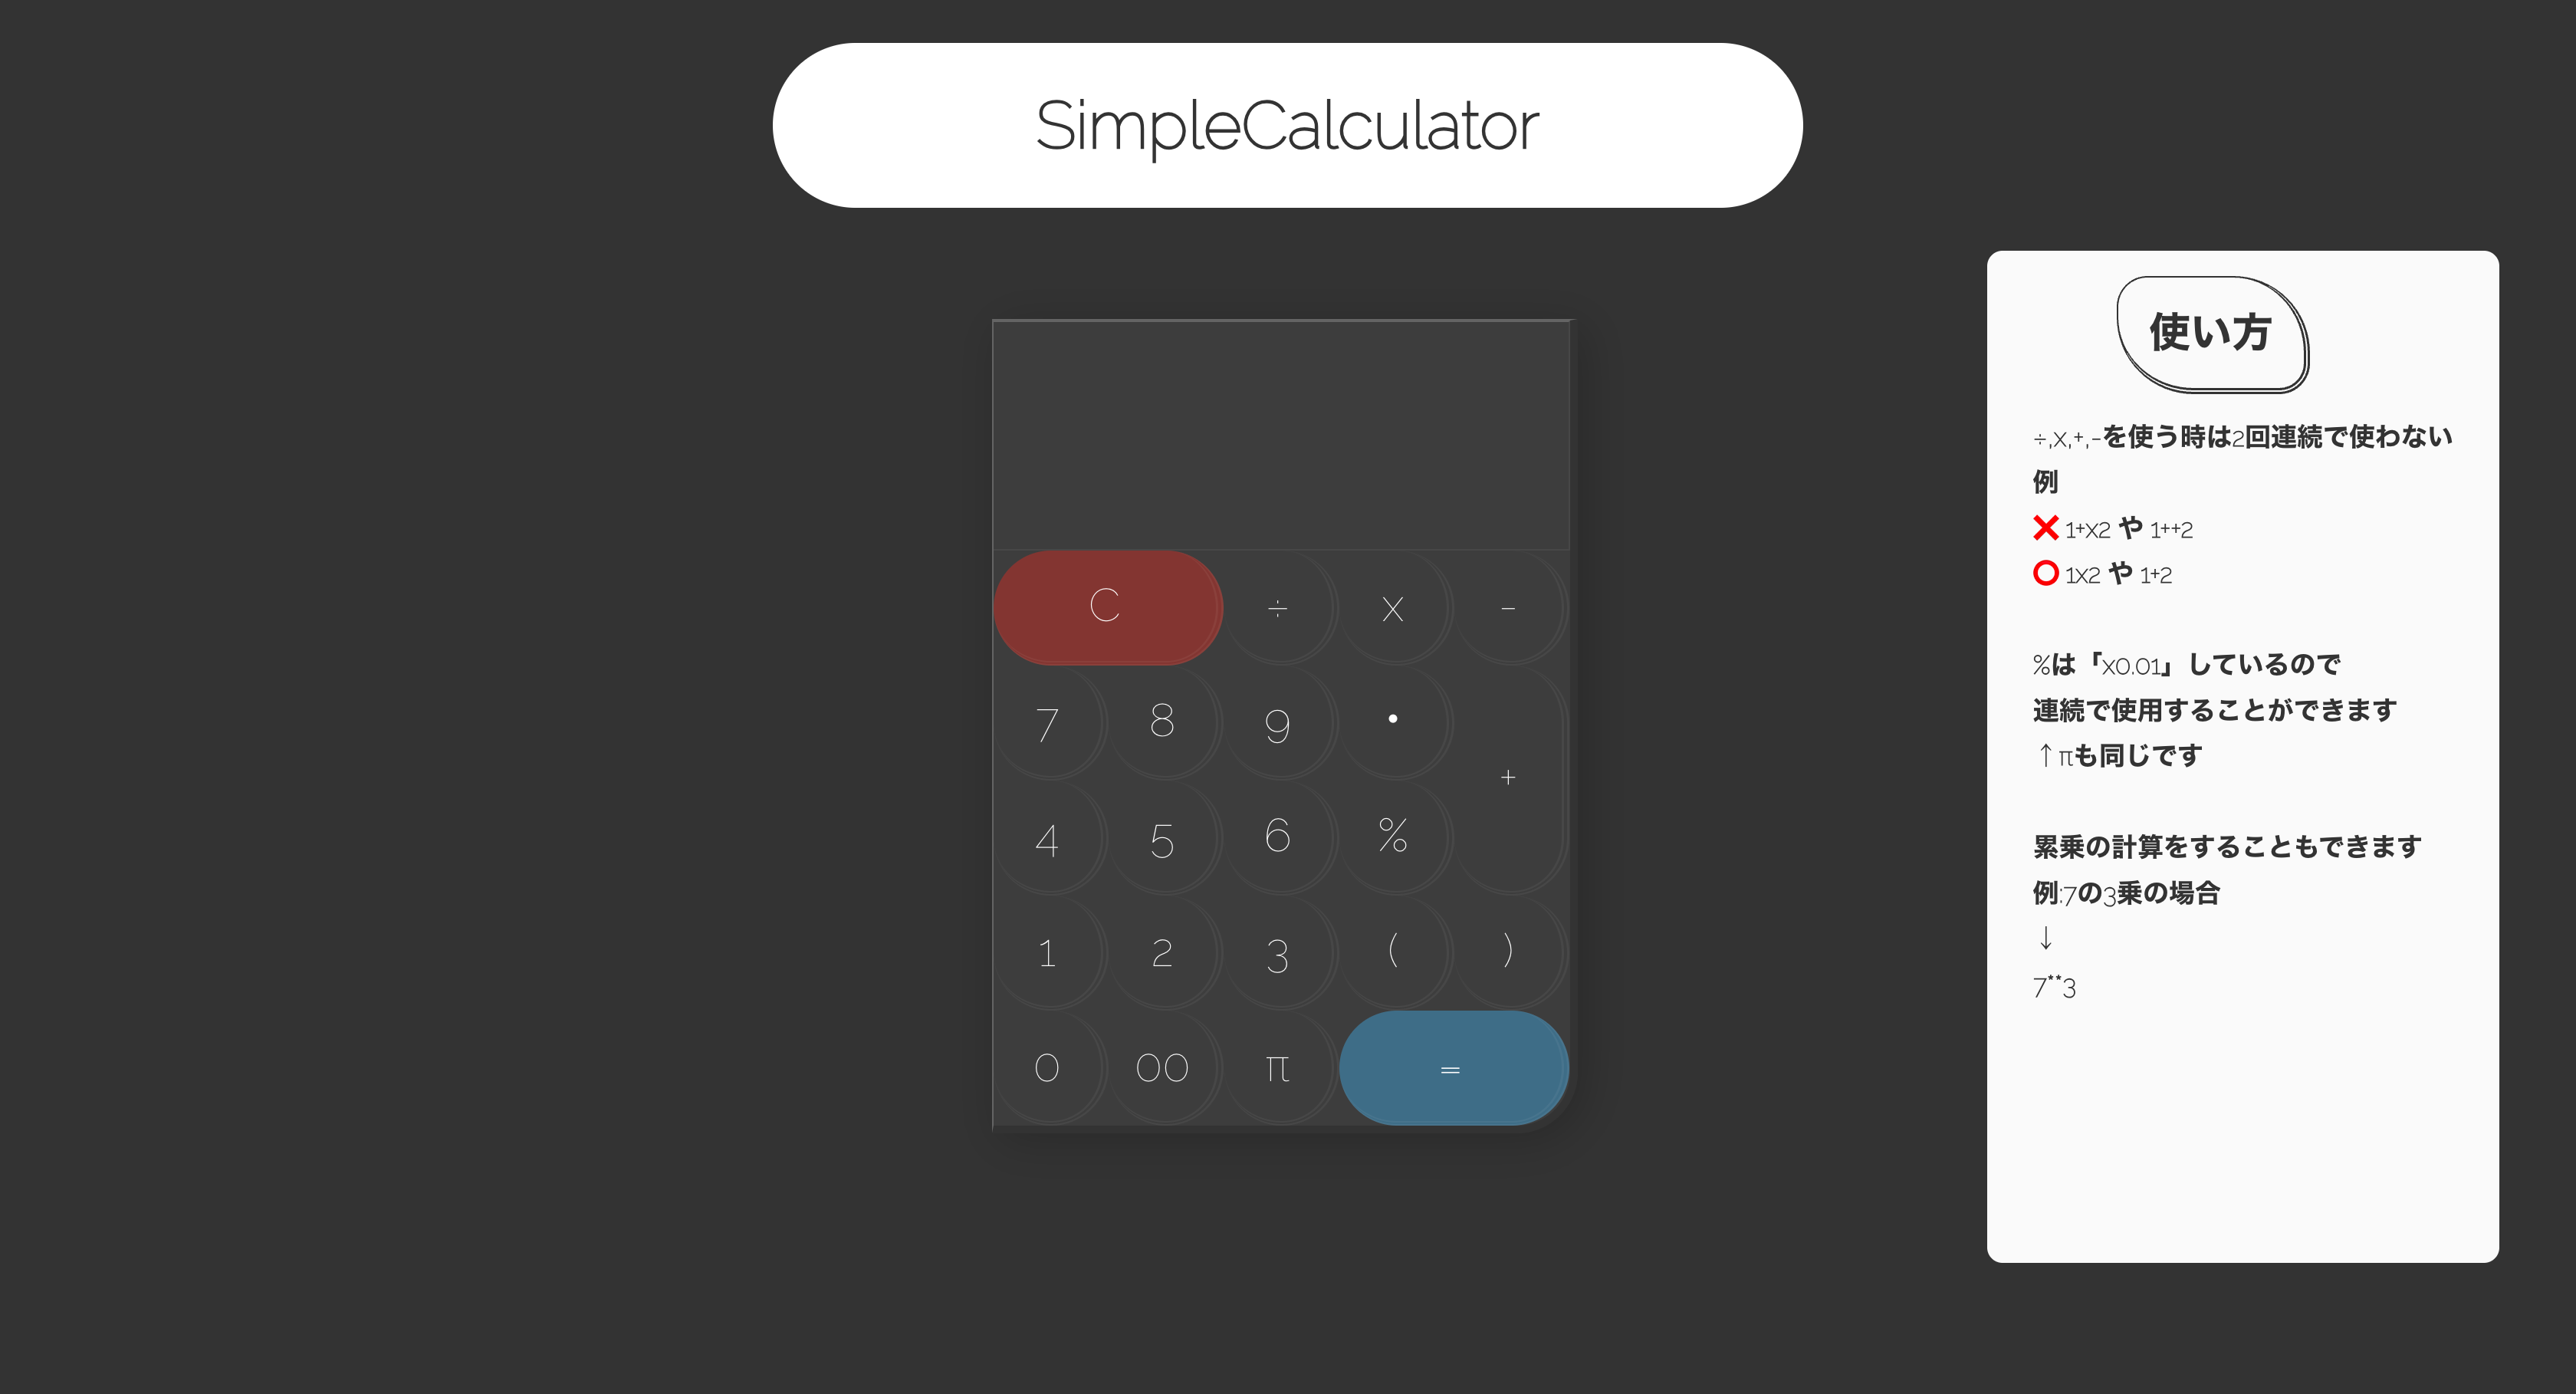 SimpleCalculator
C ÷ x -
7 8 9 •
+
4 5 6 %
1 2 3 ( )
0 00 π =
使い方
÷,x,+,-を使う時は2回連続で使わない
例
❌ 1+x2 や 1++2
⭕ 1x2 や 1+2
%は「x0.01」しているので
連続で使用することができます
↑πも同じです
累乗の計算をすることもできます
例:7の3乗の場合
↓
7**3